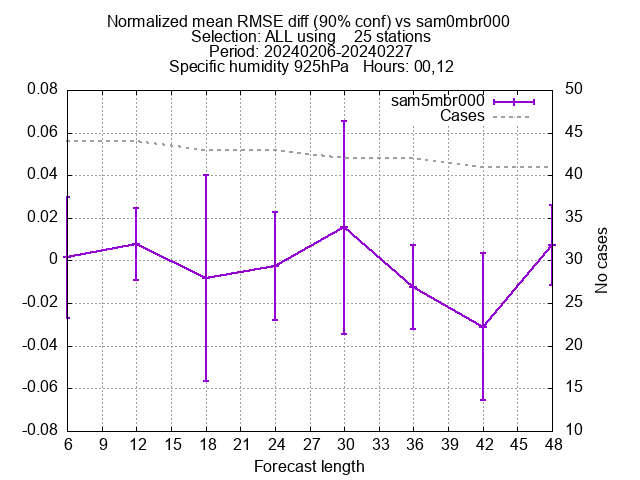 Normalized mean RMSE diff (90% conf) vs sam0mbr000
Selection: ALL using    25 stations
Period: 20240206-20240227
Specific humidity 925hPa   Hours: 00,12
sam5mbr000
Cases
0.08
0.06
0.04
0.02
0
-0.02
-0.04
-0.06
-0.08
50
45
40
35
30
25
20
15
10
No cases
6 9 12 15 18 21 24 27 30 33 36 39 42 45 48
Forecast length